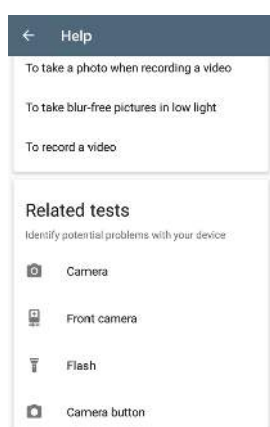 Help
To take a photo when recording a video
To take blur-free pictures in low light
To record a video
Related tests
Identify potential problems with your device
Camera
Front camera
Flash
Camera button